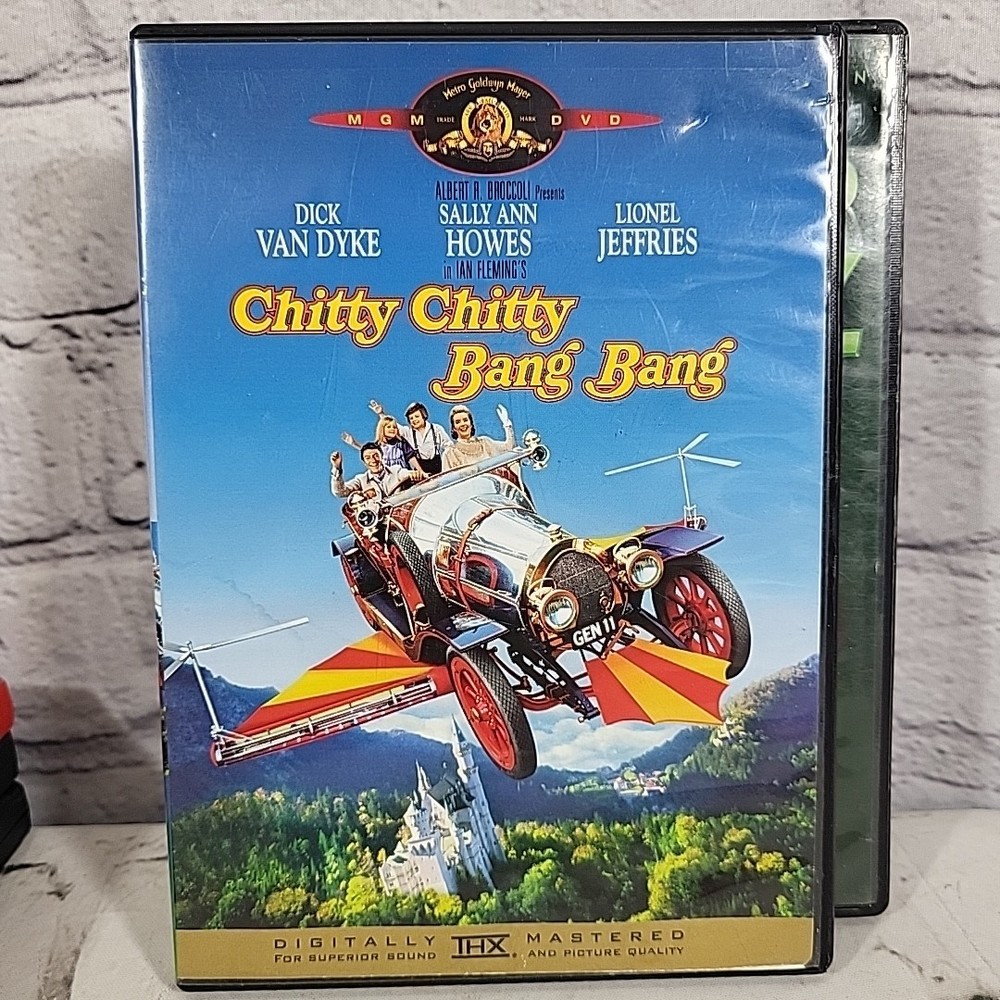 Metro Goldwyn Mayer
MGM TRADE MARK DVD
ALBERT R. BROCCOLI Presents
DICK VAN DYKE
SALLY ANN HOWES
LIONEL JEFFRIES
in IAN FLEMING'S
Chitty Chitty
Bang Bang
GEN 11
DIGITALLY THX MASTERED
FOR SUPERIOR SOUND AND PICTURE QUALITY